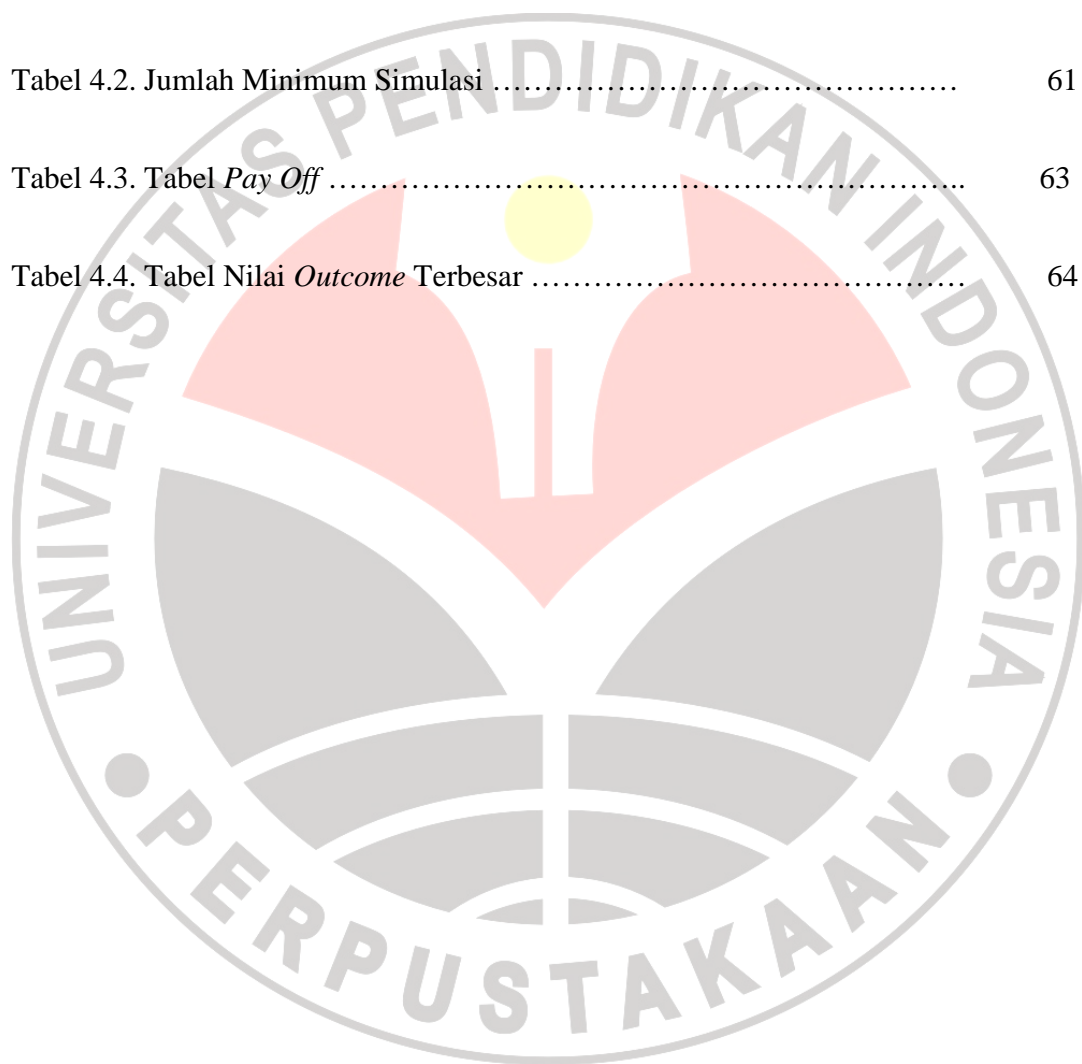 Tabel 4.2. Jumlah Minimum Simulasi ……………………………………… 61
Tabel 4.3. Tabel Pay Off …………………………………………………….. 63
Tabel 4.4. Tabel Nilai Outcome Terbesar …………………………………… 64
UNIVERSITAS PENDIDIKAN INDONESIA
PERPUSTAKAAN